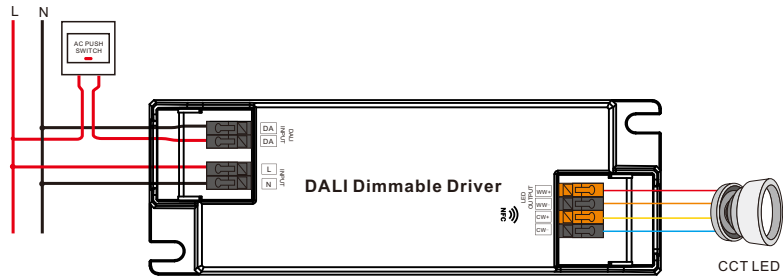 L
N
AC PUSH
SWITCH
DA
DA
DALI
INPUT
L
N
INPUT
DALI Dimmable Driver
NFC
LED
OUTPUT
WW+
WW-
CW+
CW-
CCT LED